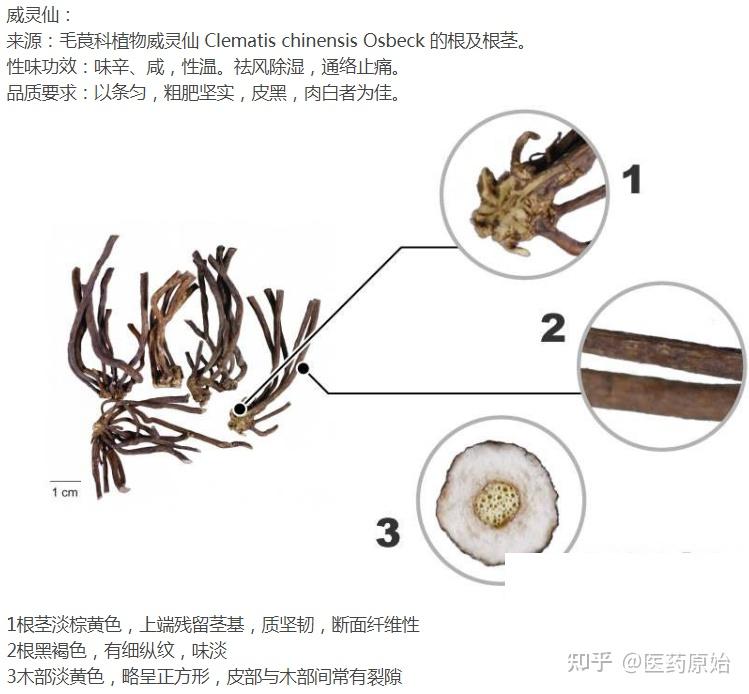 威灵仙：
来源：毛茛科植物威灵仙 Clematis chinensis Osbeck 的根及根茎。
性味功效：味辛、咸，性温。祛风除湿，通络止痛。
品质要求：以条匀，粗肥坚实，皮黑，肉白者为佳。
1
2
3
1 cm
1根茎淡棕黄色，上端残留茎基，质坚韧，断面纤维性
2根黑褐色，有细纵纹，味淡
3木部淡黄色，略呈正方形，皮部与木部间常有裂隙
知乎 @医药原始